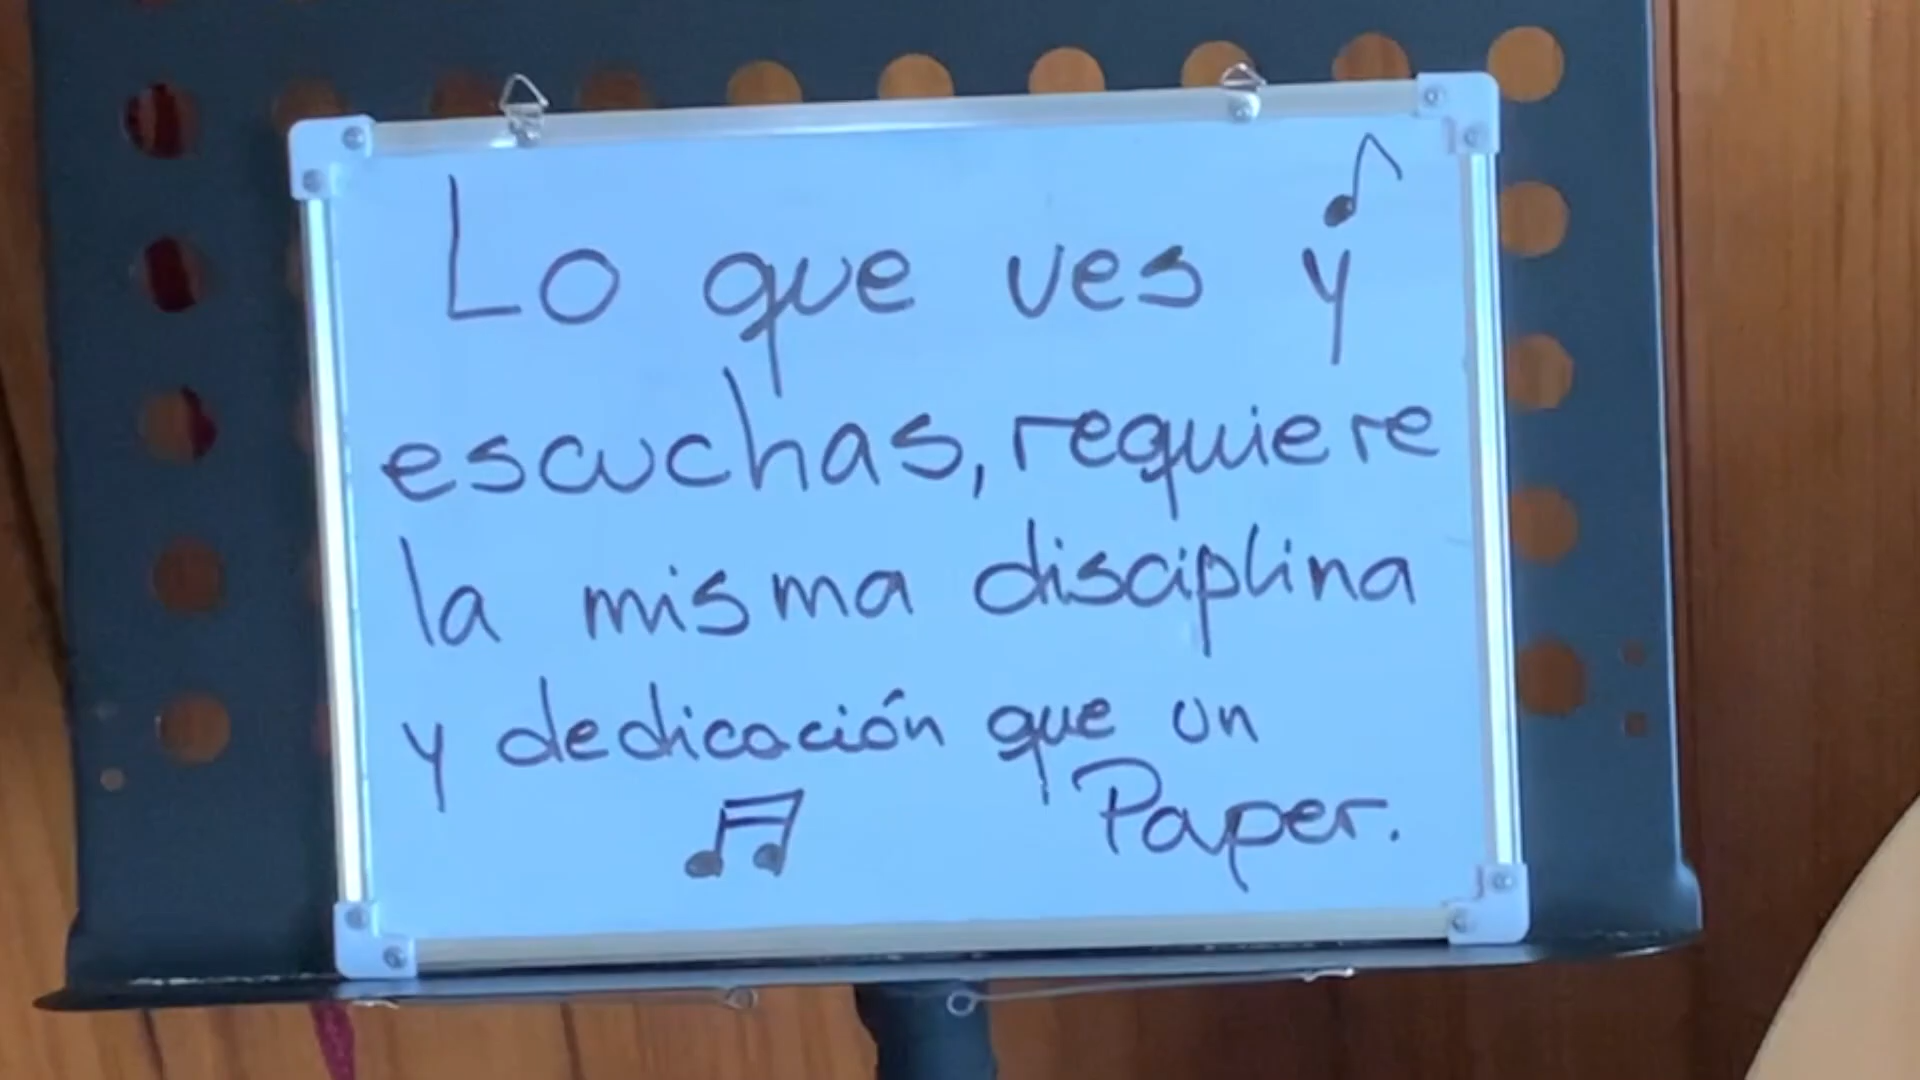 Lo que ves y
escuchas, requiere
la misma disciplina
y dedicación que un
Paper.